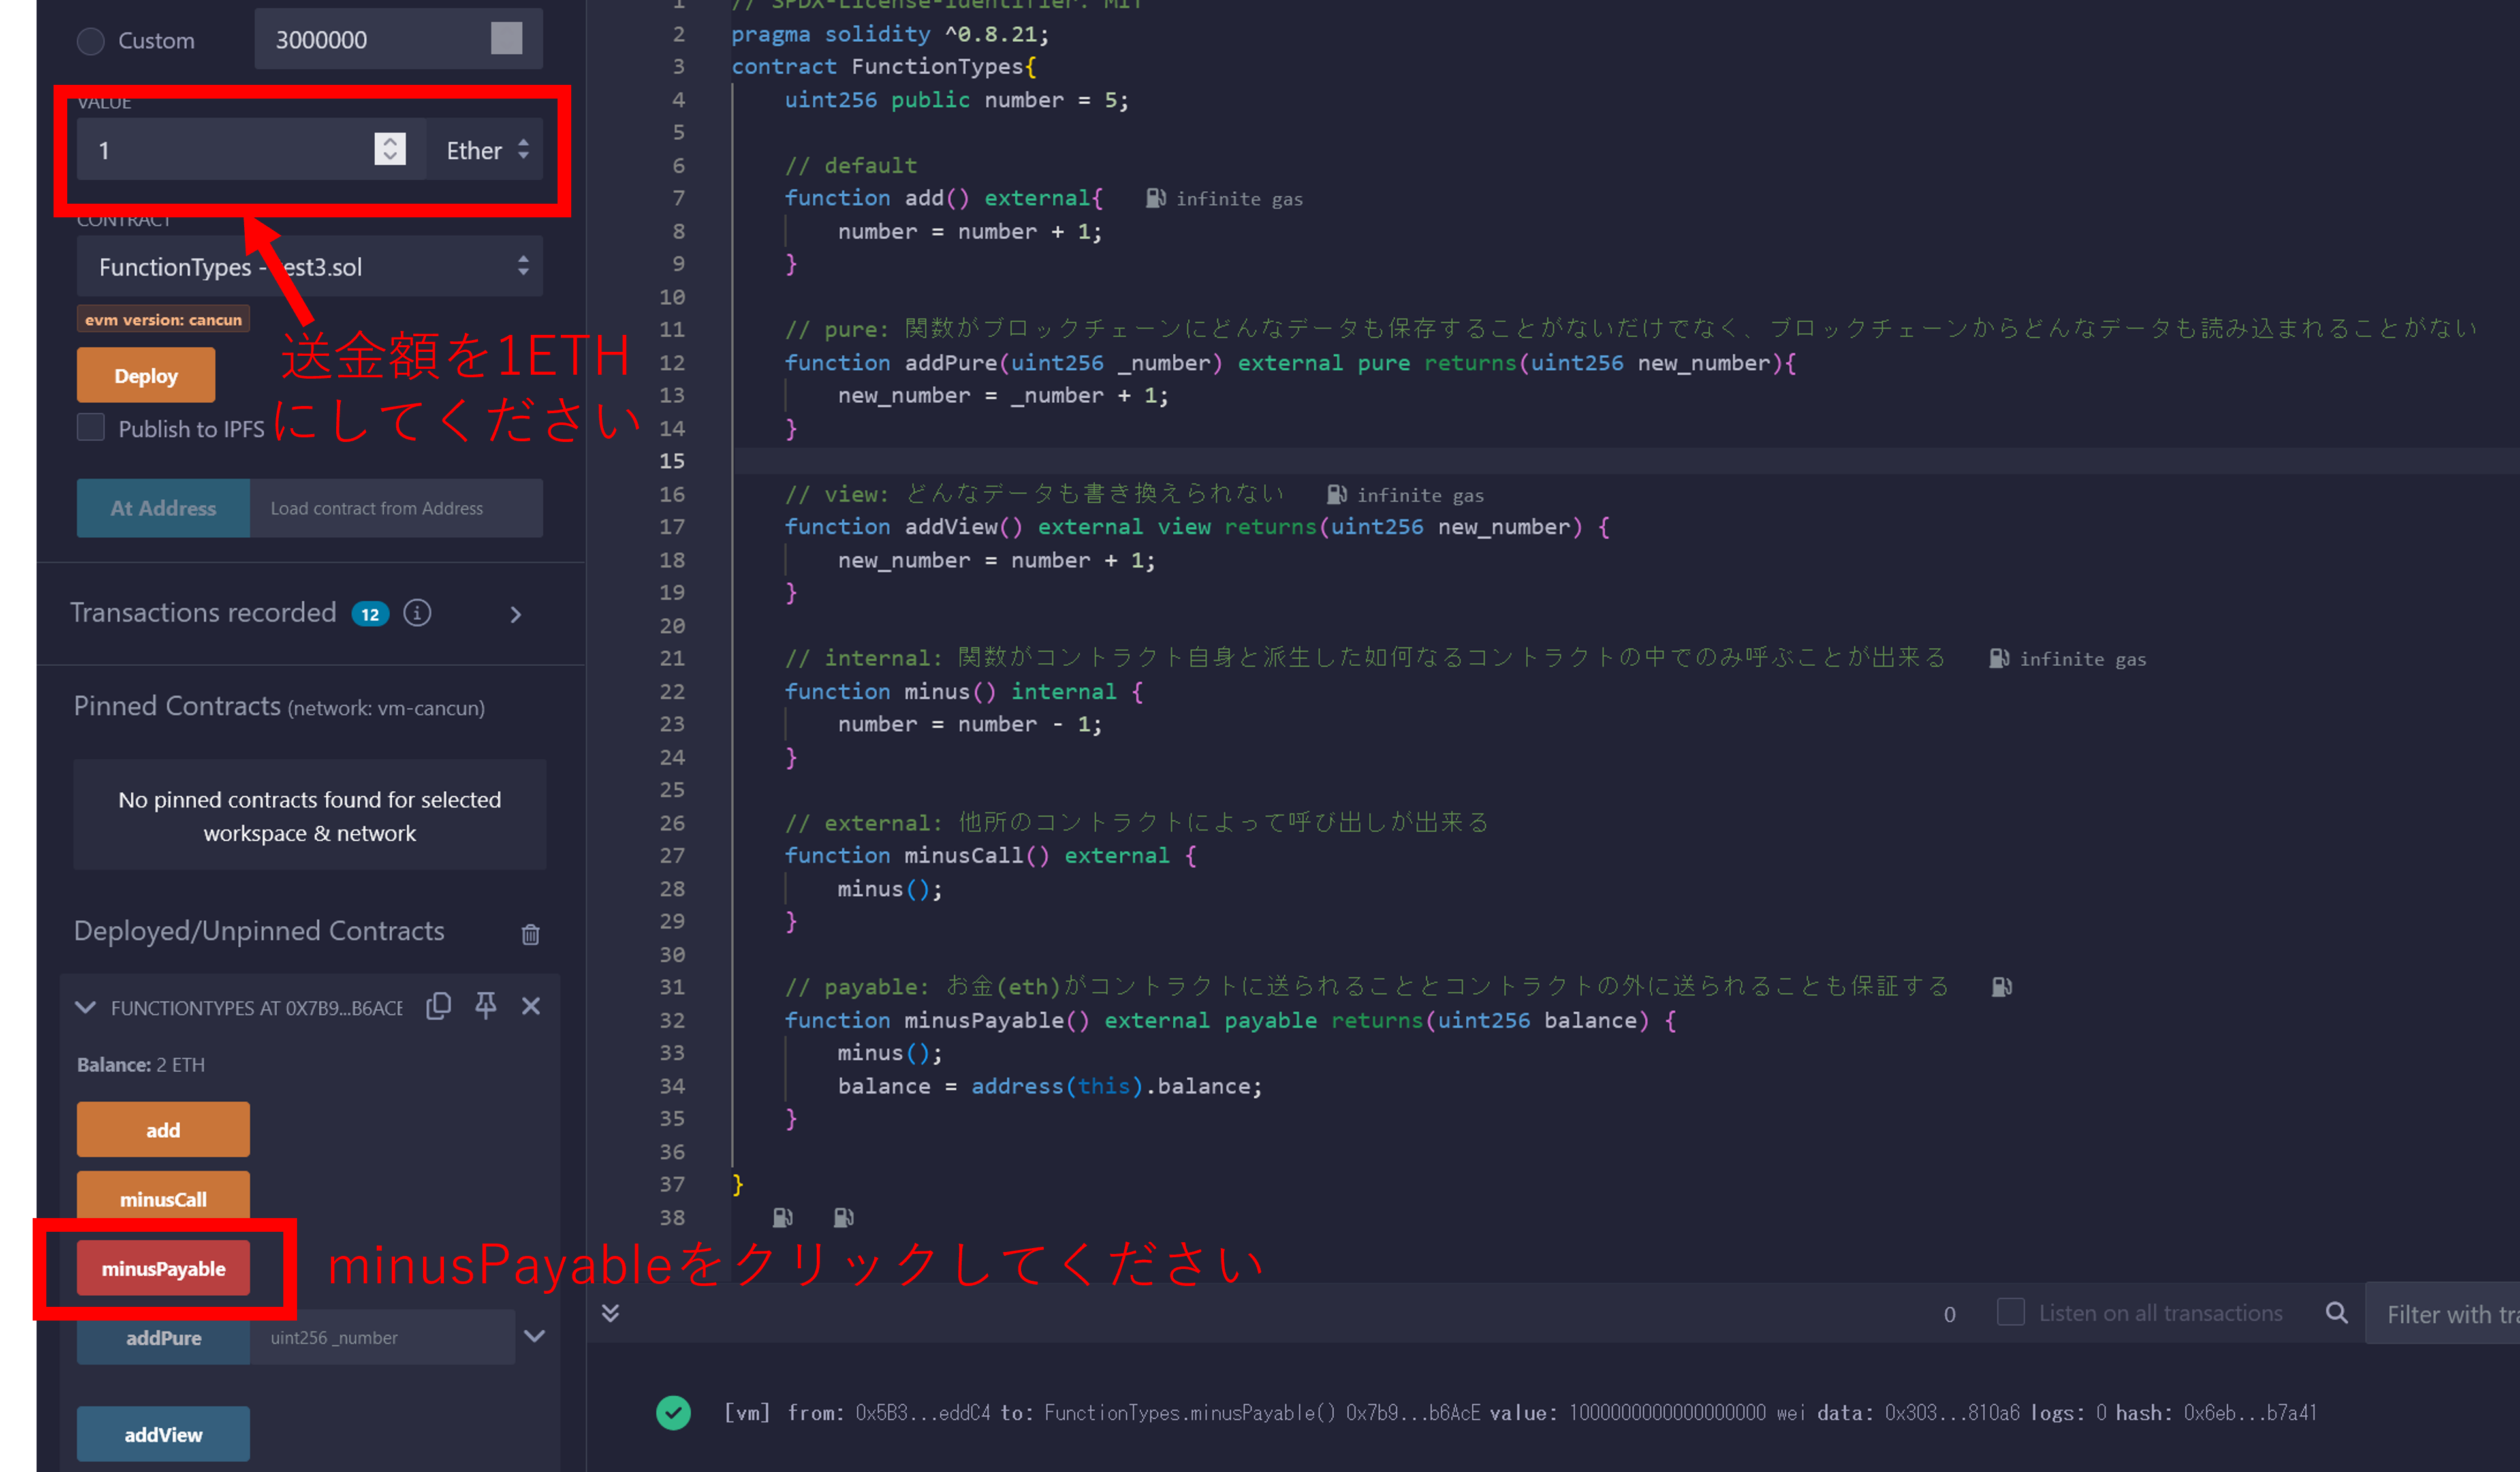 Custom
3000000
VALUE
1
Ether
CONTRACT
FunctionTypes - test3.sol
evm version: cancun
送金額を1ETH
にしてください
Deploy
Publish to IPFS
At Address
Load contract from Address
Transactions recorded 12 i
Pinned Contracts (network: vm-cancun)
No pinned contracts found for selected
workspace & network
Deployed/Unpinned Contracts
FUNCTIONTYPES AT 0X7B9...B6ACE
Balance: 2 ETH
add
minusCall
minusPayable
minusPayableをクリックしてください
addPure
uint256 _number
addView
1 // SPDX-License-Identifier: MIT
2 pragma solidity ^0.8.21;
3 contract FunctionTypes{
4 uint256 public number = 5;
5
6 // default
7 function add() external{ infinite gas
8 number = number + 1;
9 }
10
11 // pure: 関数がブロックチェーンにどんなデータも保存することがないだけでなく、ブロックチェーンからどんなデータも読み込まれることがない
12 function addPure(uint256 _number) external pure returns(uint256 new_number){
13 new_number = _number + 1;
14 }
15
16 // view: どんなデータも書き換えられない infinite gas
17 function addView() external view returns(uint256 new_number) {
18 new_number = number + 1;
19 }
20
21 // internal: 関数がコントラクト自身と派生した如何なるコントラクトの中でのみ呼ぶことが出来る infinite gas
22 function minus() internal {
23 number = number - 1;
24 }
25
26 // external: 他所のコントラクトによって呼び出しが出来る
27 function minusCall() external {
28 minus();
29 }
30
31 // payable: お金(eth)がコントラクトに送られることとコントラクトの外に送られることも保証する
32 function minusPayable() external payable returns(uint256 balance) {
33 minus();
34 balance = address(this).balance;
35 }
36
37 }
38
0
Listen on all transactions
Filter with tra
[vm] from: 0x5B3...eddC4 to: FunctionTypes.minusPayable() 0x7b9...b6AcE value: 1000000000000000000 wei data: 0x303...810a6 logs: 0 hash: 0x6eb...b7a41